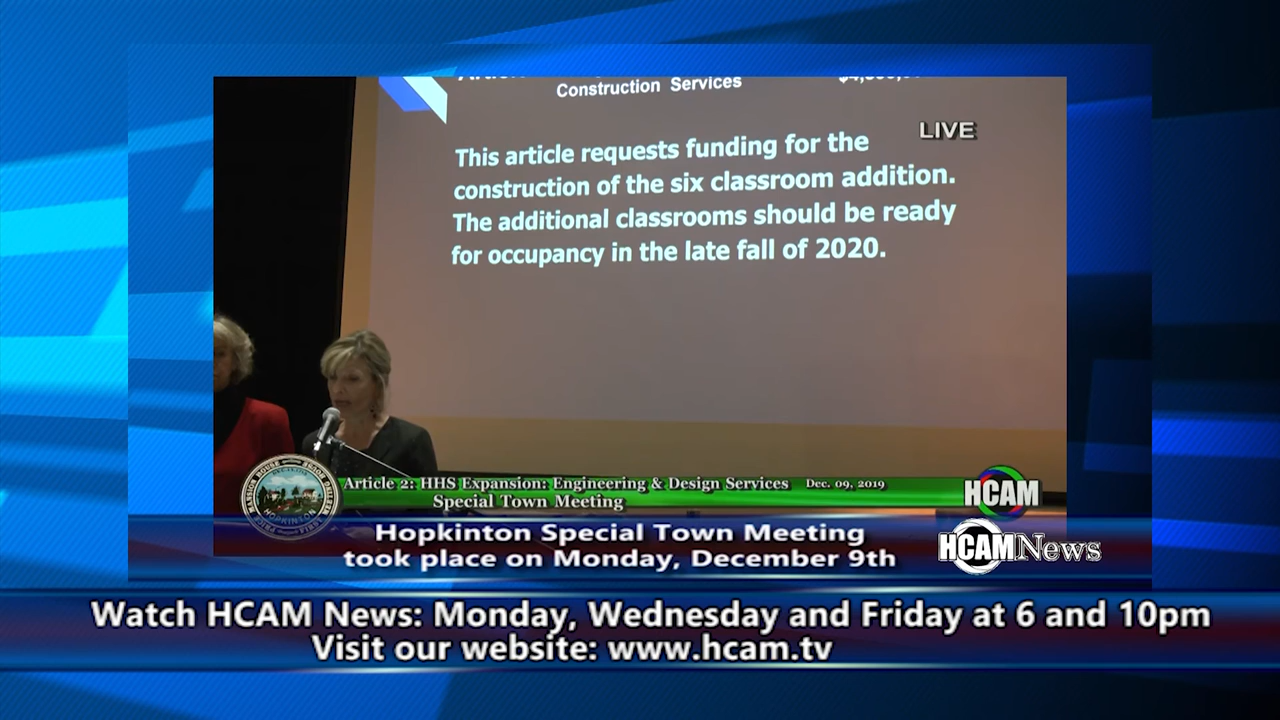 Construction Services
LIVE
This article requests funding for the
construction of the six classroom addition.
The additional classrooms should be ready
for occupancy in the late fall of 2020.
Article 2: HHS Expansion: Engineering & Design Services Dec. 09, 2019
Special Town Meeting
HCAM
HOPKINTON
Hopkinton Special Town Meeting
took place on Monday, December 9th
HCAM News
Watch HCAM News: Monday, Wednesday and Friday at 6 and 10pm
Visit our website: www.hcam.tv